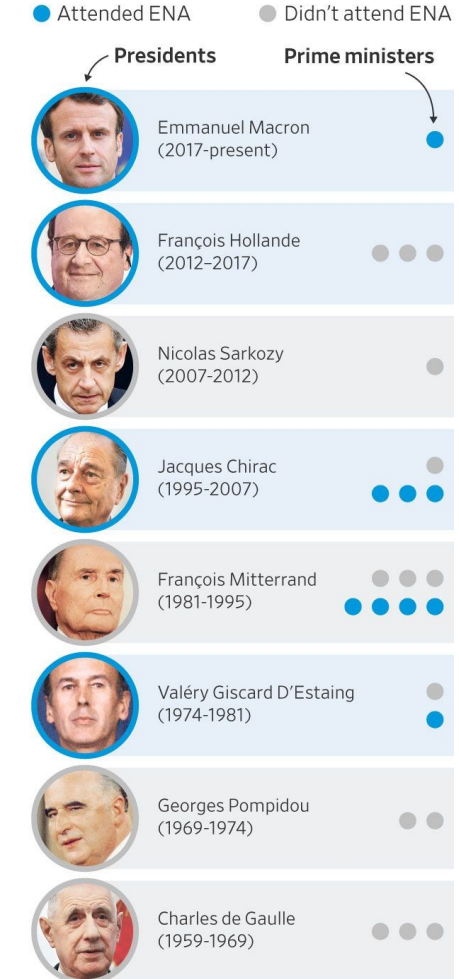 Attended ENA
Didn't attend ENA
Presidents
Prime ministers
Emmanuel Macron
(2017-present)
François Hollande
(2012–2017)
Nicolas Sarkozy
(2007-2012)
Jacques Chirac
(1995-2007)
François Mitterrand
(1981-1995)
Valéry Giscard D'Estaing
(1974-1981)
Georges Pompidou
(1969-1974)
Charles de Gaulle
(1959-1969)